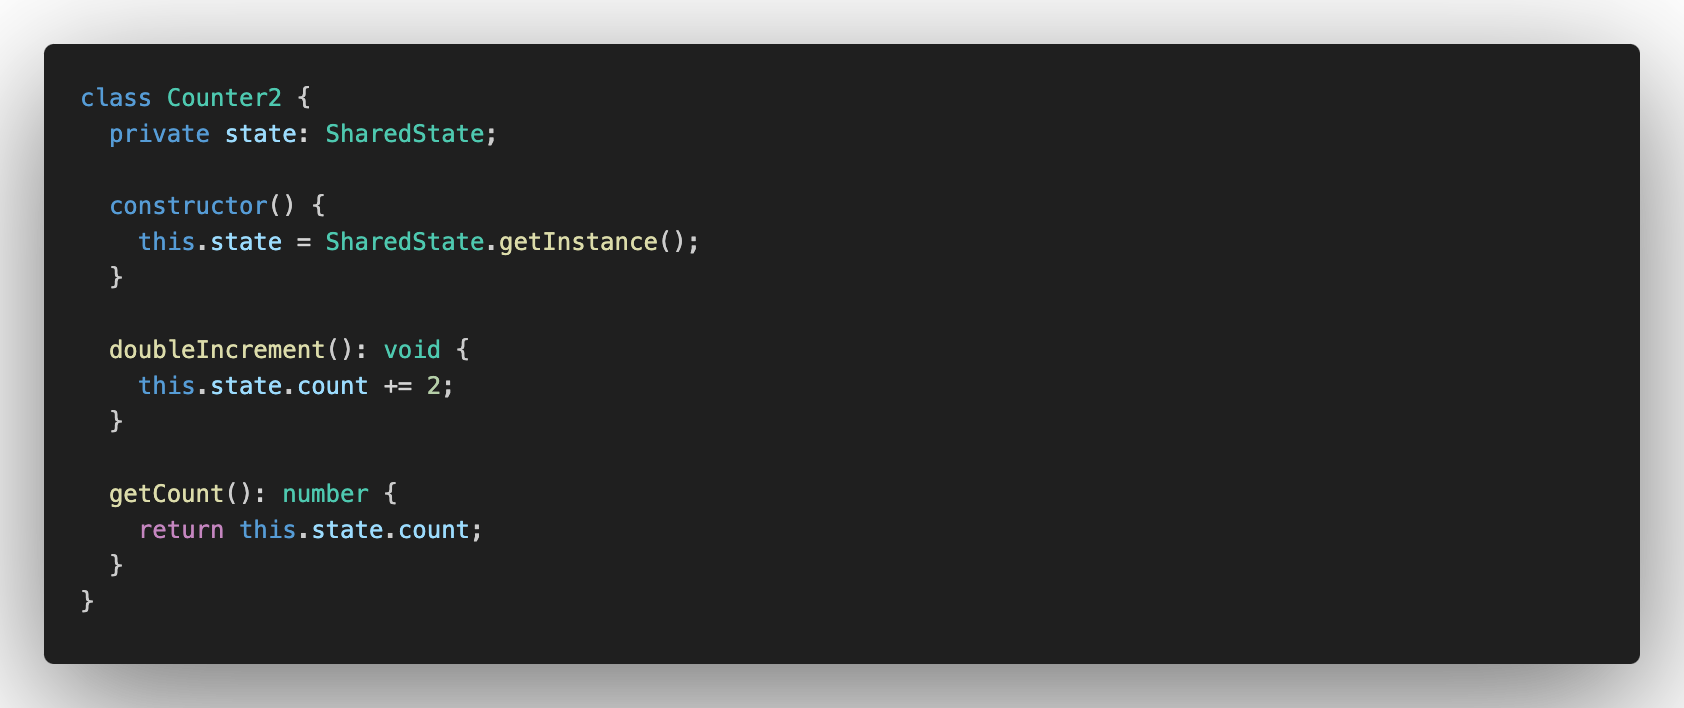 class Counter2 {
  private state: SharedState;

  constructor() {
    this.state = SharedState.getInstance();
  }

  doubleIncrement(): void {
    this.state.count += 2;
  }

  getCount(): number {
    return this.state.count;
  }
}